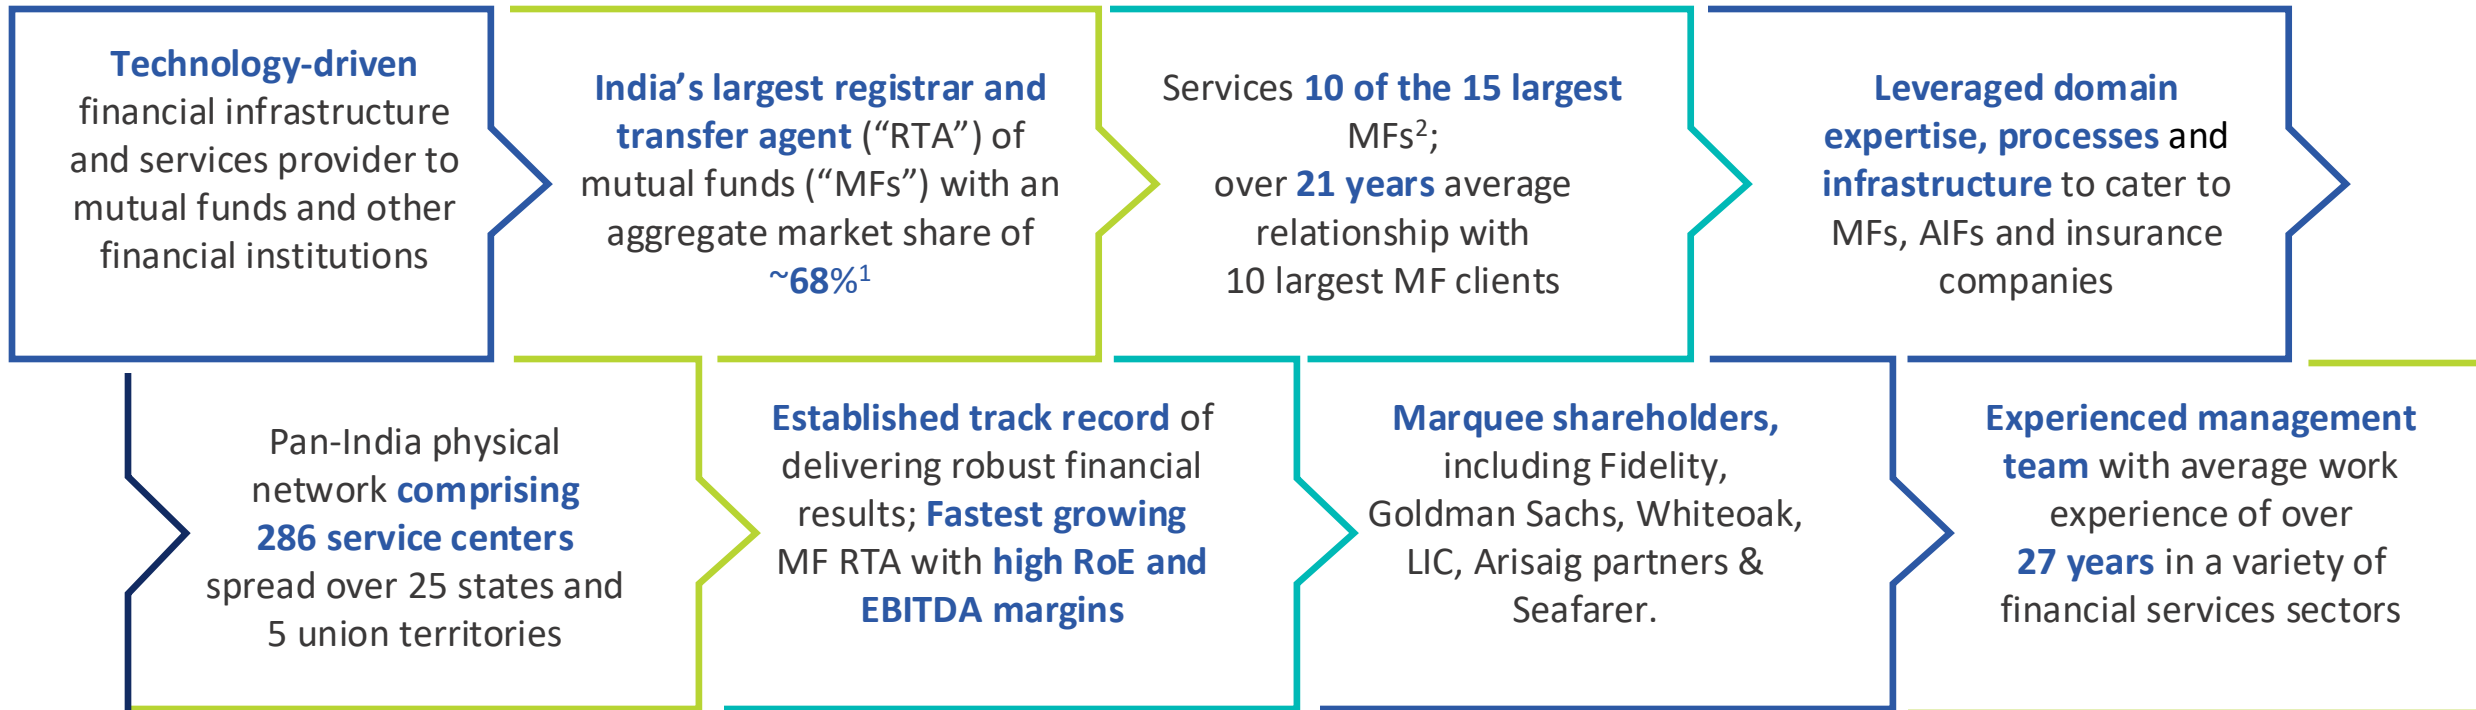 Technology-driven
financial infrastructure
and services provider to
mutual funds and other
financial institutions
India’s largest registrar and
transfer agent (“RTA”) of
mutual funds (“MFs”) with an
aggregate market share of
~68%¹
Services 10 of the 15 largest
MFs²;
over 21 years average
relationship with
10 largest MF clients
Leveraged domain
expertise, processes and
infrastructure to cater to
MFs, AIFs and insurance
companies
Pan-India physical
network comprising
286 service centers
spread over 25 states and
5 union territories
Established track record of
delivering robust financial
results; Fastest growing
MF RTA with high RoE and
EBITDA margins
Marquee shareholders,
including Fidelity,
Goldman Sachs, Whiteoak,
LIC, Arisaig partners &
Seafarer.
Experienced management
team with average work
experience of over
27 years in a variety of
financial services sectors